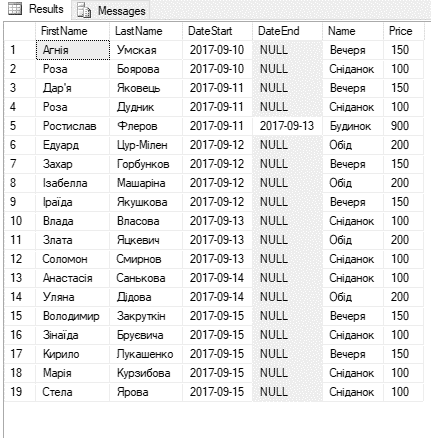 Results Messages
FirstName LastName DateStart DateEnd Name Price
1 Агнія Умская 2017-09-10 NULL Вечеря 150
2 Роза Боярова 2017-09-10 NULL Сніданок 100
3 Дар'я Яковець 2017-09-11 NULL Вечеря 150
4 Роза Дудник 2017-09-11 NULL Сніданок 100
5 Ростислав Флеров 2017-09-11 2017-09-13 Будинок 900
6 Едуард Цур-Мілен 2017-09-12 NULL Обід 200
7 Захар Горбунков 2017-09-12 NULL Вечеря 150
8 Ізабелла Машаріна 2017-09-12 NULL Обід 200
9 Іраїда Якушкова 2017-09-12 NULL Вечеря 150
10 Влада Власова 2017-09-13 NULL Сніданок 100
11 Злата Яцкевич 2017-09-13 NULL Обід 200
12 Соломон Смирнов 2017-09-13 NULL Сніданок 100
13 Анастасія Санькова 2017-09-14 NULL Сніданок 100
14 Уляна Дідова 2017-09-14 NULL Обід 200
15 Володимир Закруткін 2017-09-15 NULL Вечеря 150
16 Зінаїда Бруєвича 2017-09-15 NULL Сніданок 100
17 Кирило Лукашенко 2017-09-15 NULL Вечеря 150
18 Марія Курзибова 2017-09-15 NULL Сніданок 100
19 Стела Ярова 2017-09-15 NULL Сніданок 100